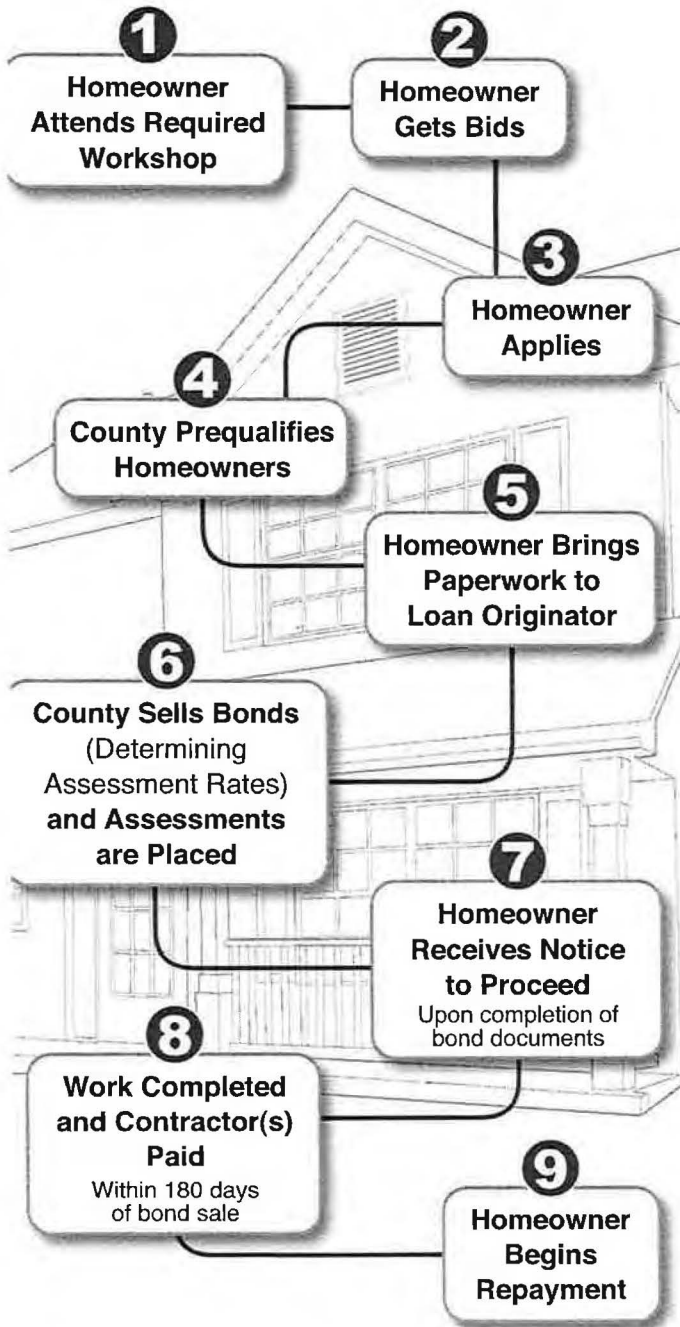 1
Homeowner
Attends Required
Workshop
2
Homeowner
Gets Bids
3
Homeowner
Applies
4
County Prequalifies
Homeowners
5
Homeowner Brings
Paperwork to
Loan Originator
6
County Sells Bonds
(Determining
Assessment Rates)
and Assessments
are Placed
7
Homeowner
Receives Notice
to Proceed
Upon completion of
bond documents
8
Work Completed
and Contractor(s)
Paid
Within 180 days
of bond sale
9
Homeowner
Begins
Repayment